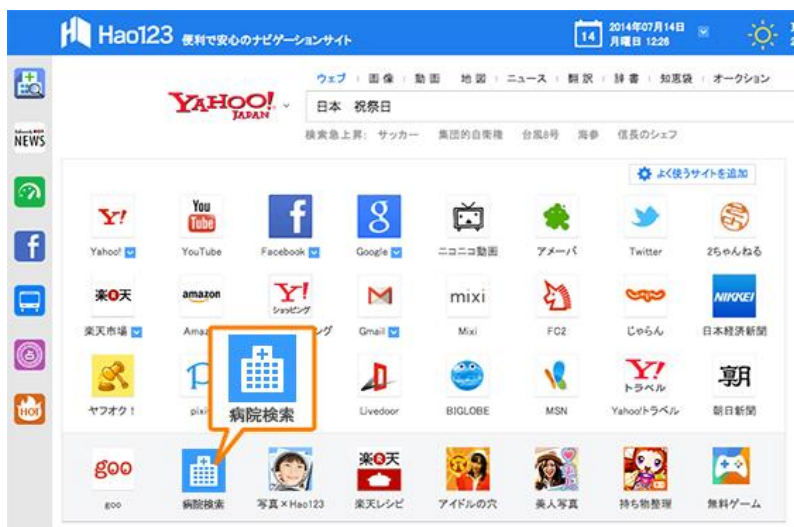 Hao123 便利で安心のナビゲーションサイト
14 2014年07月14日
月曜日 12:26
ウェブ 画像 動画 地図 ニュース 翻訳 辞書 知恵袋 オークション
YAHOO!
JAPAN
日本 祝祭日
検索急上昇: サッカー 集団的自衛権 台風8号 海参 信長のシェフ
NEWS
よく使うサイトを追加
Y! You Tube f 8
Yahoo! YouTube Facebook Google ニコニコ動画 アメーバ Twitter 2ちゃんねる
楽天 amazon Y! ショッピング M mixi NIKKEI
楽天市場 Gmail Mixi FC2 じゃらん 日本経済新聞
病院検索
Y! トラベル 朝
ヤフオク! Livedoor BIGLOBE MSN Yahoo!トラベル 朝日新聞
HOT
goo 楽天
goo 病院検索 写真×Hao123 楽天レシピ アイドルの穴 美人写真 持ち物整理 無料ゲーム